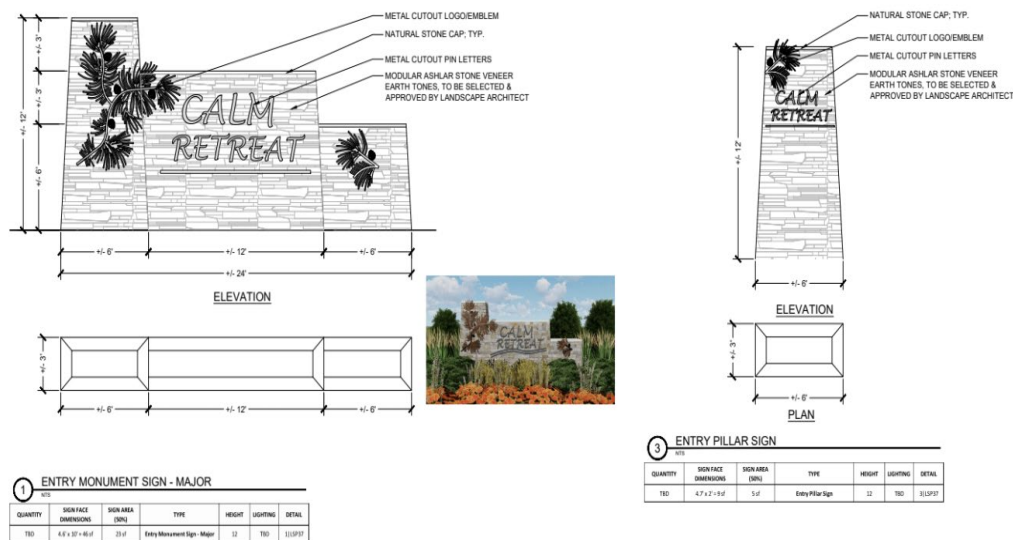 METAL CUTOUT LOGO/EMBLEM
NATURAL STONE CAP; TYP.
METAL CUTOUT PIN LETTERS
MODULAR ASHLAR STONE VENEER
EARTH TONES, TO BE SELECTED &
APPROVED BY LANDSCAPE ARCHITECT
+/- 12'
+/- 3'
+/- 3'
+/- 6'
CALM
RETREAT
+/- 6'
+/- 12'
+/- 6'
+/- 24'
ELEVATION
+/- 3'
+/- 6'
+/- 12'
+/- 6'
CALM
RETREAT
1
ENTRY MONUMENT SIGN - MAJOR
NTS
QUANTITY SIGN FACE DIMENSIONS SIGN AREA (50%) TYPE HEIGHT LIGHTING DETAIL
TBD 4.6' x 10' = 46 sf 23 sf Entry Monument Sign - Major 12 TBD 1|LSP37
NATURAL STONE CAP; TYP.
METAL CUTOUT LOGO/EMBLEM
METAL CUTOUT PIN LETTERS
MODULAR ASHLAR STONE VENEER
EARTH TONES, TO BE SELECTED &
APPROVED BY LANDSCAPE ARCHITECT
CALM
RETREAT
+/- 12'
+/- 6'
ELEVATION
+/- 3'
+/- 6'
PLAN
3
ENTRY PILLAR SIGN
NTS
QUANTITY SIGN FACE DIMENSIONS SIGN AREA (50%) TYPE HEIGHT LIGHTING DETAIL
TBD 4.7' x 2' = 9 sf 5 sf Entry Pillar Sign 12 TBD 3|LSP37